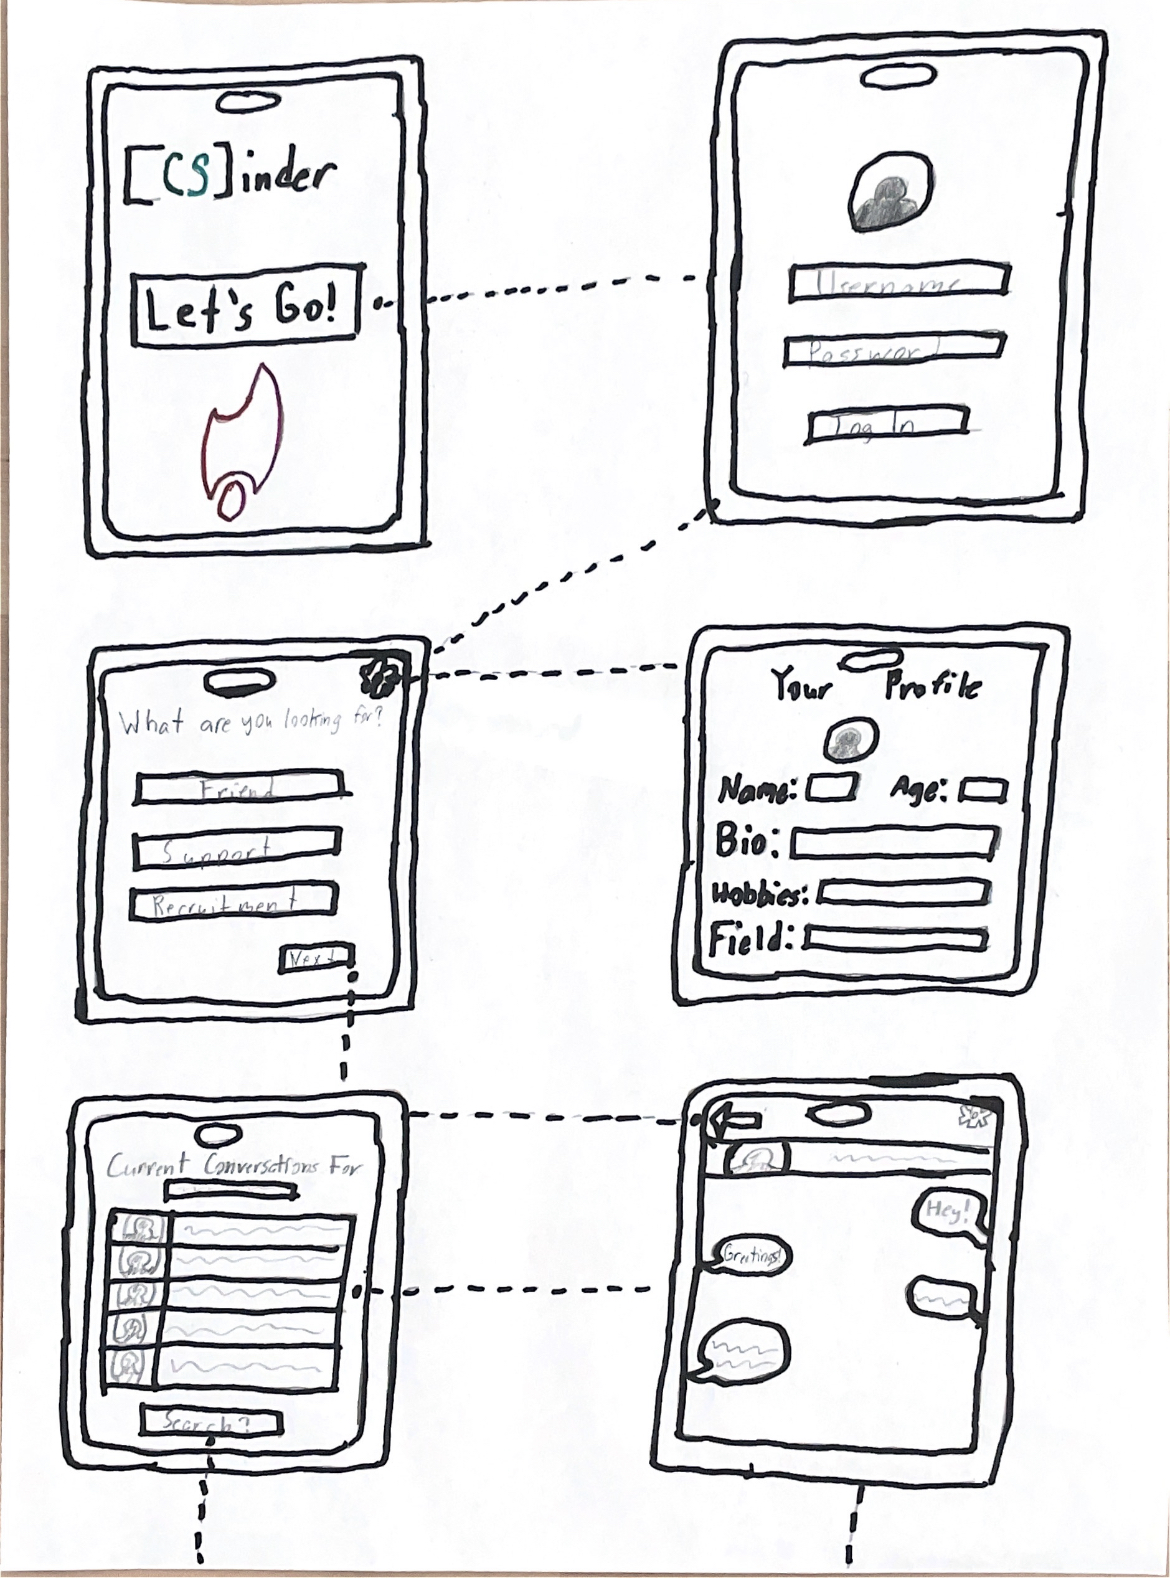 [CS]inder
Let's Go!
Username
Password
Log In
What are you looking for?
Friend
Support
Recruitment
Next
Your Profile
Name: Age:
Bio:
Hobbies:
Field:
Current Conversations For
Search?
Hey!
Greetings!